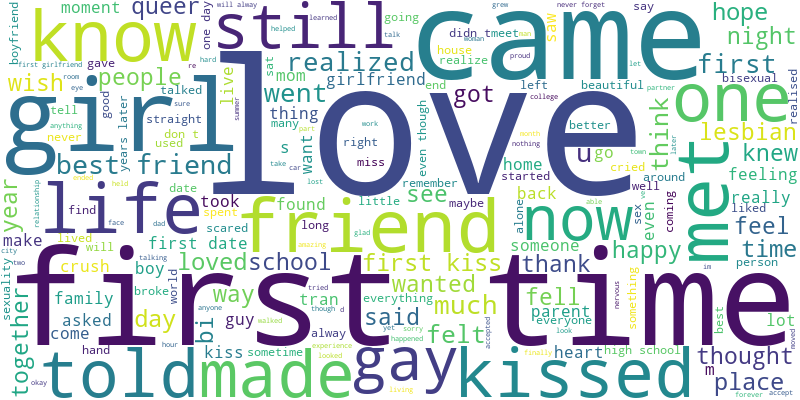 boyfriend
moment
queer
know
first girlfriend
re
room
eye
gave
wish
people
good
talked
tell
anything
sure
straight
never
don t
used
years later
best friend
girl
one day
will alway
helped
learned
still
hard
live
summer
sat
mom
realized
girlfriend
went
thing
many
part
s
want
take
car
lost
love
talk
grew
woman
proud
going
came
never forget
say
didn t
meet
man
house
realize
let
got
end
left
college
even though
right
work
miss
remember
little
better
month
nothing
beautiful
saw
town
u
go
home
started
cried
around
well
hope
night
first
bisexual
partner
realised
one
lesbian
think
later
knew
feeling
really
liked
feel
time
person
im
met
year
relationship
life
find
ended
held
date
took
spent
face
dad
make
lived
will
talking
first date
scared
found
long
amazing
friend
glad
see
maybe
alone
now
back
someone
sex
able
even
yet
coming
happy
city
two
sexuality
crush
boy
world
loved
school
first kiss
thank
wanted
everything
much
way
tran
tried
though
d
family
broke
asked
come
day
bi
guy
anyone
said
felt
fell
parent
everyone
look
nervous
something
best
lot
first time
together
hand
hour
kiss
sometime
walked
alway
experience
looked
yet
sorry
happened
accepted
heart
high school
moved
thought
m
place
okay
told
made
gay
living
kissed
finally
forever
accept